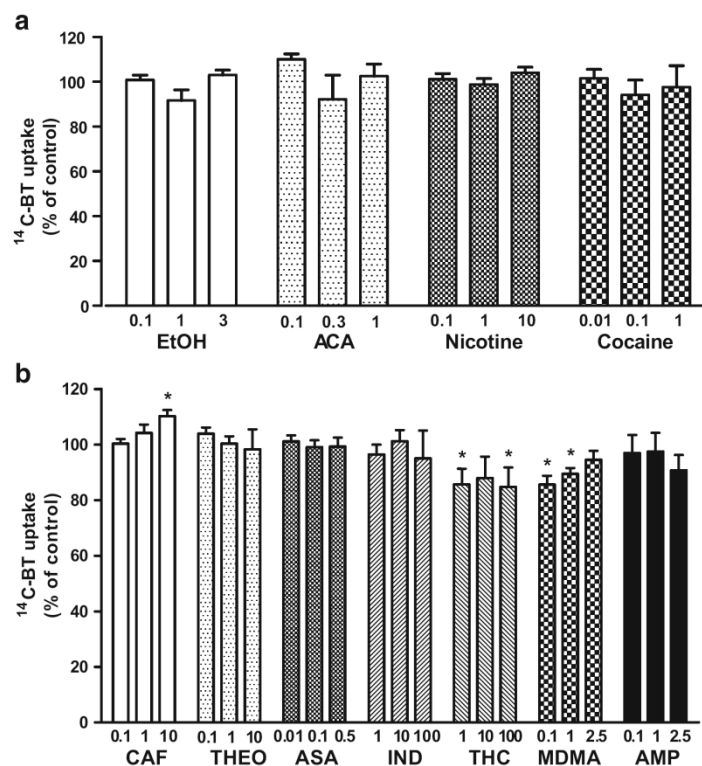 a
120
100
80
60
40
20
0
¹⁴C-BT uptake
(% of control)
0.1 1 3 0.1 0.3 1 0.1 1 10 0.01 0.1 1
EtOH ACA Nicotine Cocaine
b
120
100
80
60
40
20
0
¹⁴C-BT uptake
(% of control)
* * * * *
0.1 1 10 0.1 1 10 0.01 0.1 0.5 1 10 100 1 10 100 0.1 1 2.5 0.1 1 2.5
CAF THEO ASA IND THC MDMA AMP